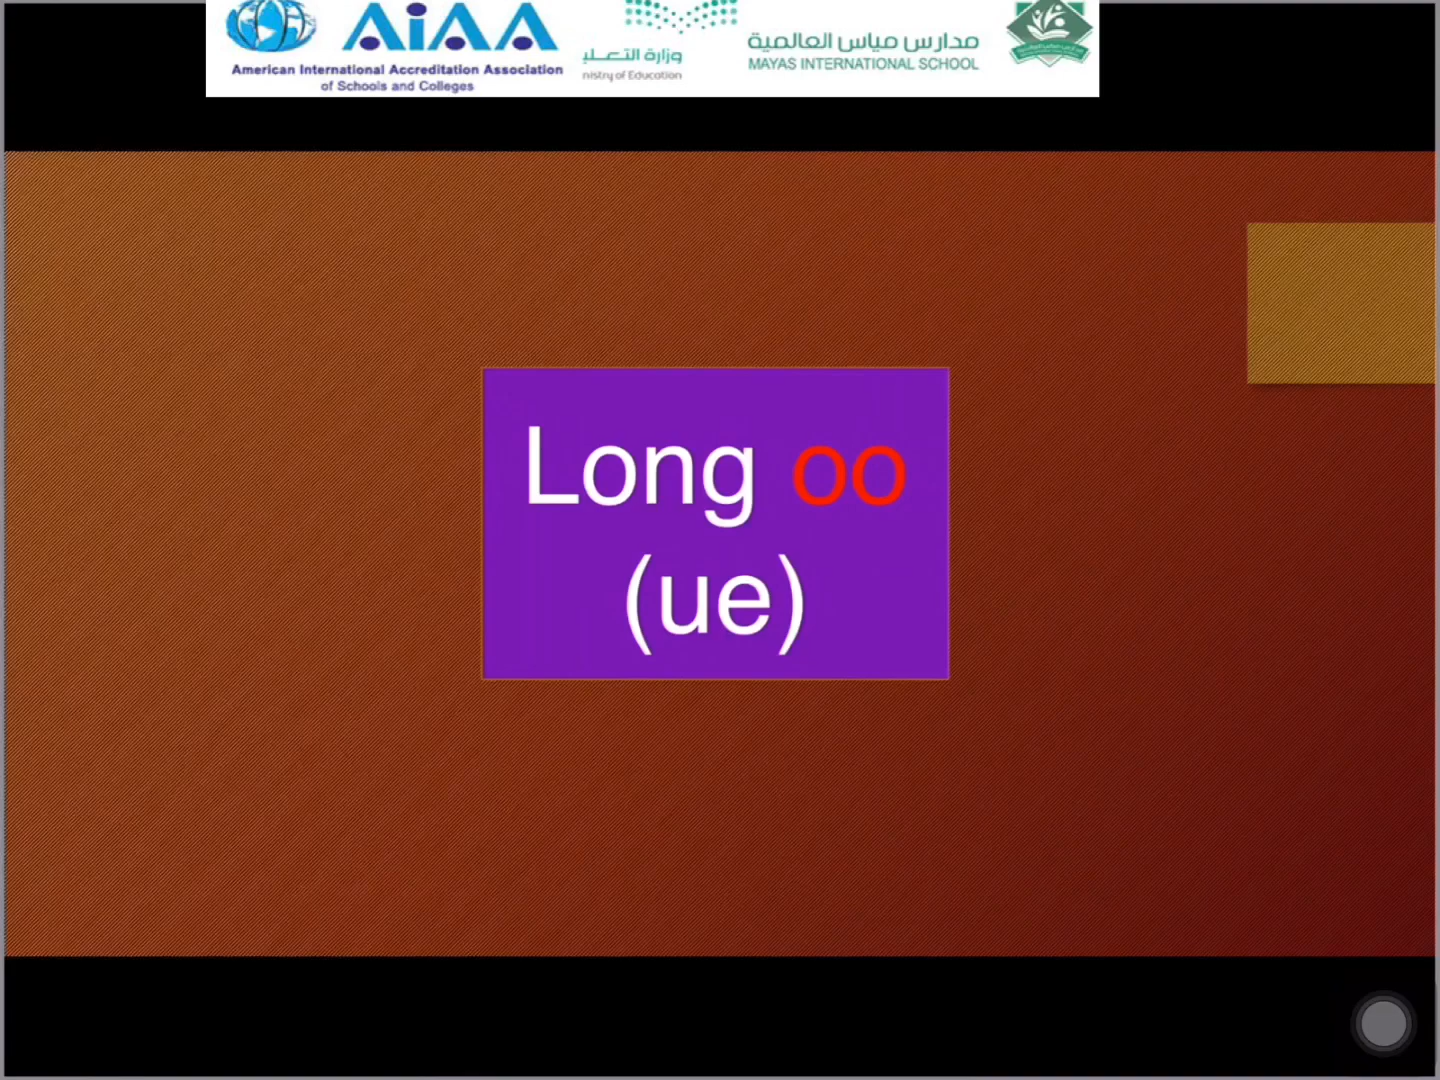 AiAA
American International Accreditation Association
of Schools and Colleges
وزارة التعلي
nistry of Education
مدارس مياس العالمية
MAYAS INTERNATIONAL SCHOOL
Long oo
(ue)